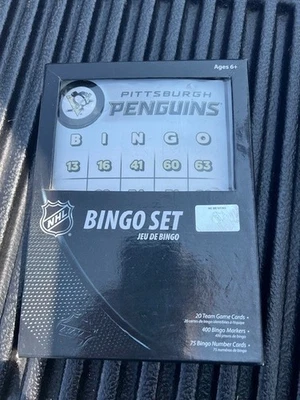 Ages 6+
PITTSBURGH
PENGUINS
B I N G O
13 16 41 60 63
NHL
BINGO SET
JEU DE BINGO
20 Team Game Cards •
400 Bingo Markers •
75 Bingo Number Cards •